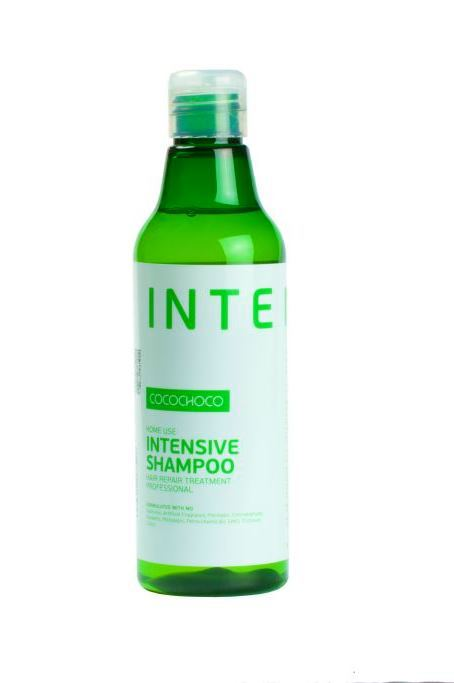 INTE
COCOCHOCO
HOME USE
INTENSIVE
SHAMPOO
HAIR REPAIR TREATMENT
PROFESSIONAL
FORMULATED WITH NO